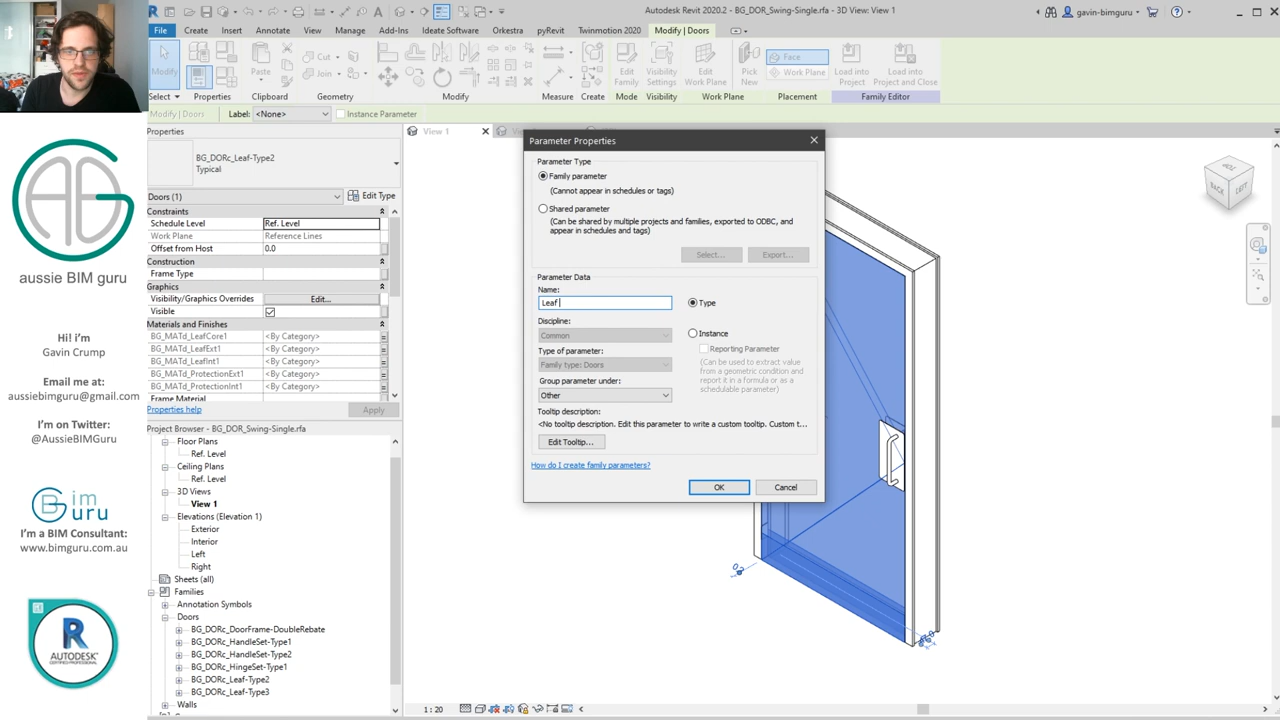 Autodesk Revit 2020.2 - BG_DOR_Swing-Single.rfa - 3D View: View 1
gavin-bimguru
File Create Insert Annotate View Manage Add-Ins Ideate Software Orkestra pyRevit Twinmotion 2020 Modify | Doors
Modify
Paste
Cut
Join
Edit
Family
Visibility
Settings
Edit
Work Plane
Pick
New
Face
Work Plane
Load into
Project
Load into
Project and Close
Select Properties Clipboard Geometry Modify Measure Create Mode Visibility Work Plane Placement Family Editor
Modify | Doors
Label: <None>
Instance Parameter
Properties
View 1
BG_DORc_Leaf-Type2
Typical
Doors (1)
Edit Type
Constraints
Schedule Level Ref. Level
Work Plane Reference Lines
Offset from Host 0.0
Construction
Frame Type
Graphics
Visibility/Graphics Overrides Edit...
Visible
Materials and Finishes
BG_MATd_LeafCore1 <By Category>
BG_MATd_LeafExt1 <By Category>
BG_MATd_LeafInt1 <By Category>
BG_MATd_ProtectionExt1 <By Category>
BG_MATd_ProtectionInt1 <By Category>
Frame Material
Properties help
Apply
Project Browser - BG_DOR_Swing-Single.rfa
Floor Plans
Ref. Level
Ceiling Plans
Ref. Level
3D Views
View 1
Elevations (Elevation 1)
Exterior
Interior
Left
Right
Sheets (all)
Families
Annotation Symbols
Doors
BG_DORc_DoorFrame-DoubleRebate
BG_DORc_HandleSet-Type1
BG_DORc_HandleSet-Type2
BG_DORc_HingeSet-Type1
BG_DORc_Leaf-Type2
BG_DORc_Leaf-Type3
Walls
Parameter Properties
Parameter Type
Family parameter
(Cannot appear in schedules or tags)
Shared parameter
(Can be shared by multiple projects and families, exported to ODBC, and
appear in schedules and tags)
Select...
Export...
Parameter Data
Name:
Leaf
Type
Discipline:
Common
Instance
Reporting Parameter
(Can be used to extract value
from a geometric condition and
report it in a formula or as a
schedulable parameter)
Type of parameter:
Family type: Doors
Group parameter under:
Other
Tooltip description:
<No tooltip description. Edit this parameter to write a custom tooltip. Custom t...
Edit Tooltip...
How do I create family parameters?
OK
Cancel
BACK
LEFT
1 : 20
aussie BIM guru
Hi! i'm
Gavin Crump
Email me at:
aussiebimguru@gmail.com
I'm on Twitter:
@AussieBIMGuru
Bim
Guru
I'm a BIM Consultant:
www.bimguru.com.au
R
AUTODESK
CERTIFIED PROFESSIONAL